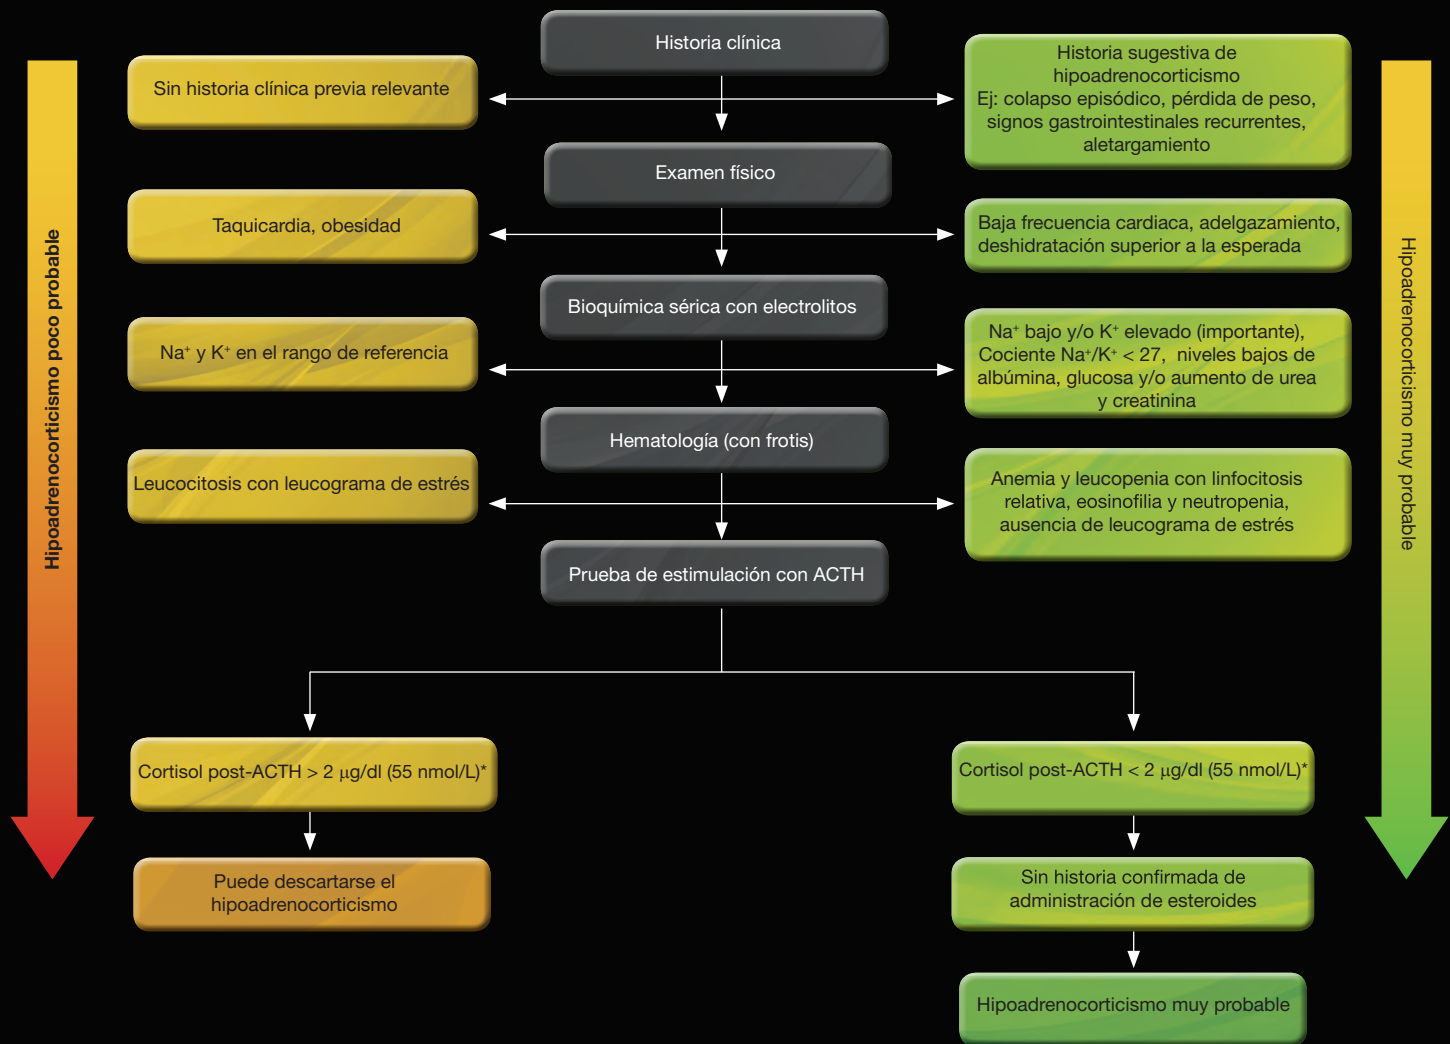 Historia clínica
Sin historia clínica previa relevante
Historia sugestiva de
hipoadrenocorticismo
Ej: colapso episódico, pérdida de peso,
signos gastrointestinales recurrentes,
aletargamiento
Examen físico
Taquicardia, obesidad
Baja frecuencia cardiaca, adelgazamiento,
deshidratación superior a la esperada
Bioquímica sérica con electrolitos
Na⁺ y K⁺ en el rango de referencia
Na⁺ bajo y/o K⁺ elevado (importante),
Cociente Na⁺/K⁺ < 27, niveles bajos de
albúmina, glucosa y/o aumento de urea
y creatinina
Hematología (con frotis)
Leucocitosis con leucograma de estrés
Anemia y leucopenia con linfocitosis
relativa, eosinofilia y neutropenia,
ausencia de leucograma de estrés
Prueba de estimulación con ACTH
Hipoadrenocorticismo poco probable
Hipoadrenocorticismo muy probable
Cortisol post-ACTH > 2 µg/dl (55 nmol/L)*
Cortisol post-ACTH < 2 µg/dl (55 nmol/L)*
Puede descartarse el
hipoadrenocorticismo
Sin historia confirmada de
administración de esteroides
Hipoadrenocorticismo muy probable